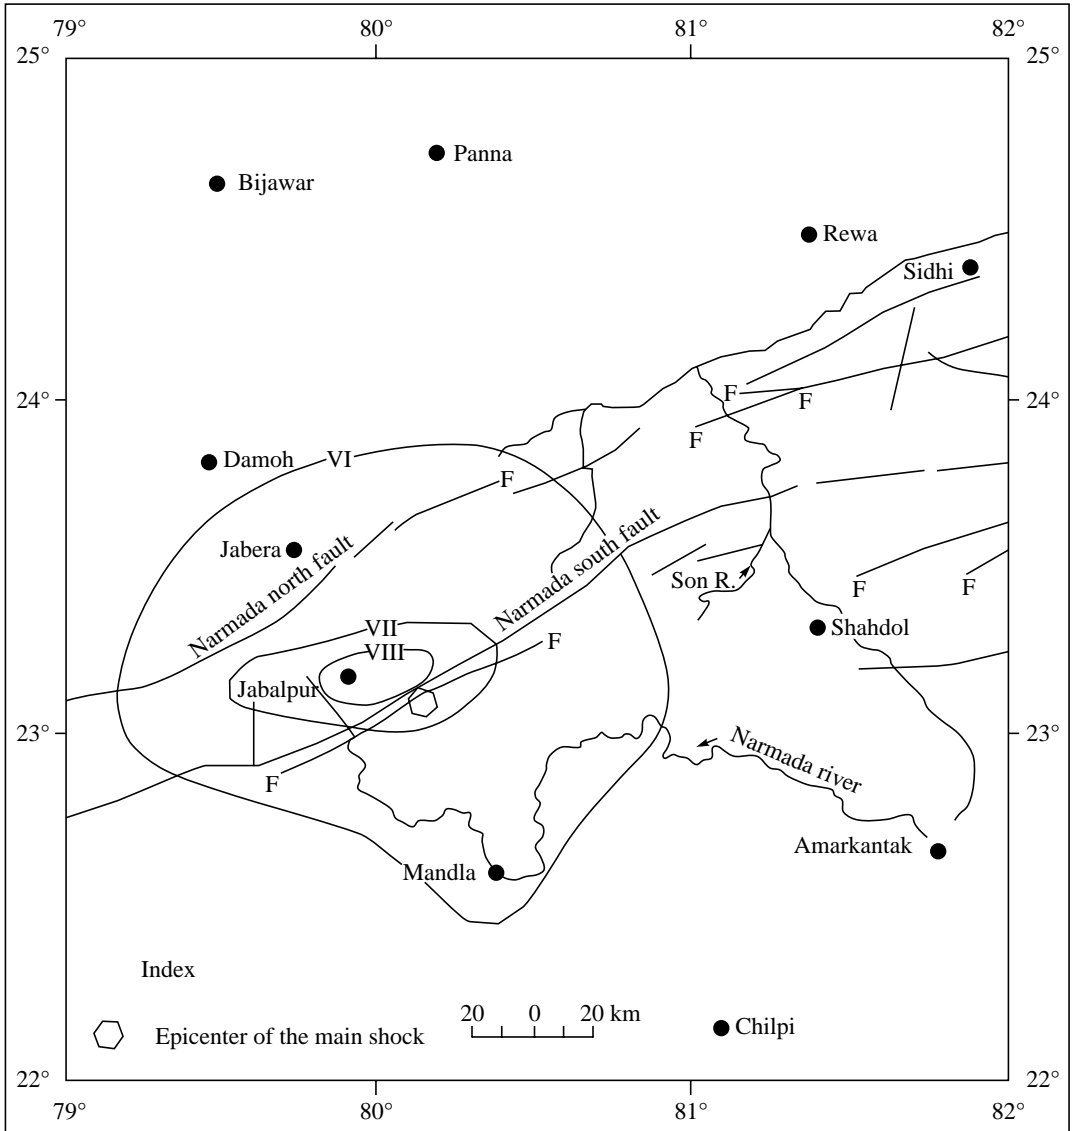 79°
80°
81°
82°
25°
25°
Panna
Bijawar
Rewa
Sidhi
24°
F
F
24°
F
Damoh
VI
F
Jabera
Narmada north fault
Narmada south fault
Son R.
F
F
VII
Shahdol
F
VIII
Jabalpur
23°
23°
Narmada river
F
Amarkantak
Mandla
Index
20 0 20 km
Epicenter of the main shock
Chilpi
22°
22°
79°
80°
81°
82°